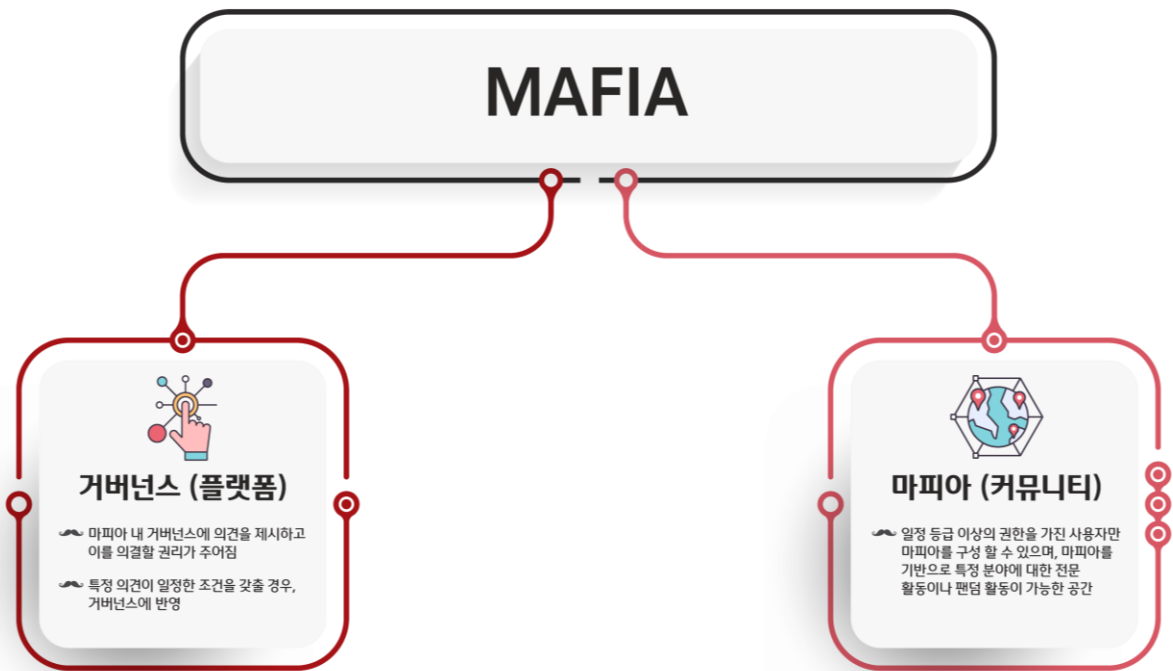 MAFIA
거버넌스 (플랫폼)
마피아 내 거버넌스에 의견을 제시하고
이를 의결할 권리가 주어짐
특정 의견이 일정한 조건을 갖출 경우,
거버넌스에 반영
마피아 (커뮤니티)
일정 등급 이상의 권한을 가진 사용자만
마피아를 구성 할 수 있으며, 마피아를
기반으로 특정 분야에 대한 전문
활동이나 팬덤 활동이 가능한 공간